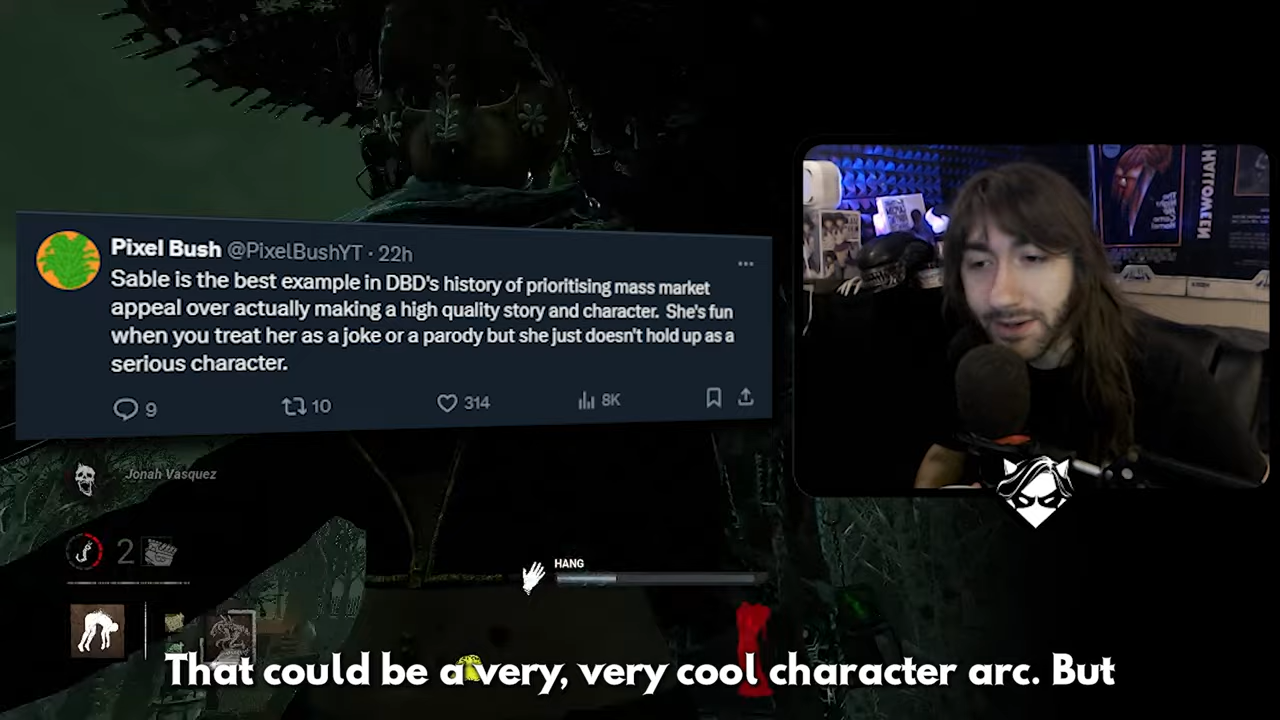 Pixel Bush @PixelBushYT · 22h
Sable is the best example in DBD's history of prioritising mass market
appeal over actually making a high quality story and character. She's fun
when you treat her as a joke or a parody but she just doesn't hold up as a
serious character.
9 10 314 8K
HALLOWEEN
Jonah Vasquez
2
HANG
That could be a very, very cool character arc. But